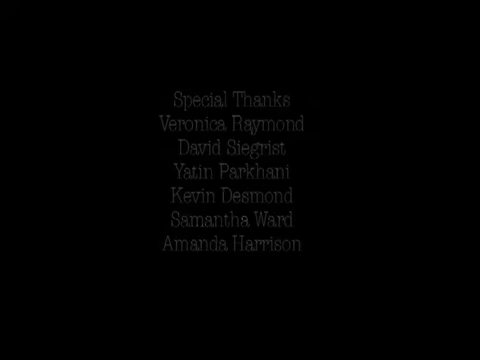 Special Thanks
Veronica Raymond
David Siegrist
Yatin Parkhani
Kevin Desmond
Samantha Ward
Amanda Harrison